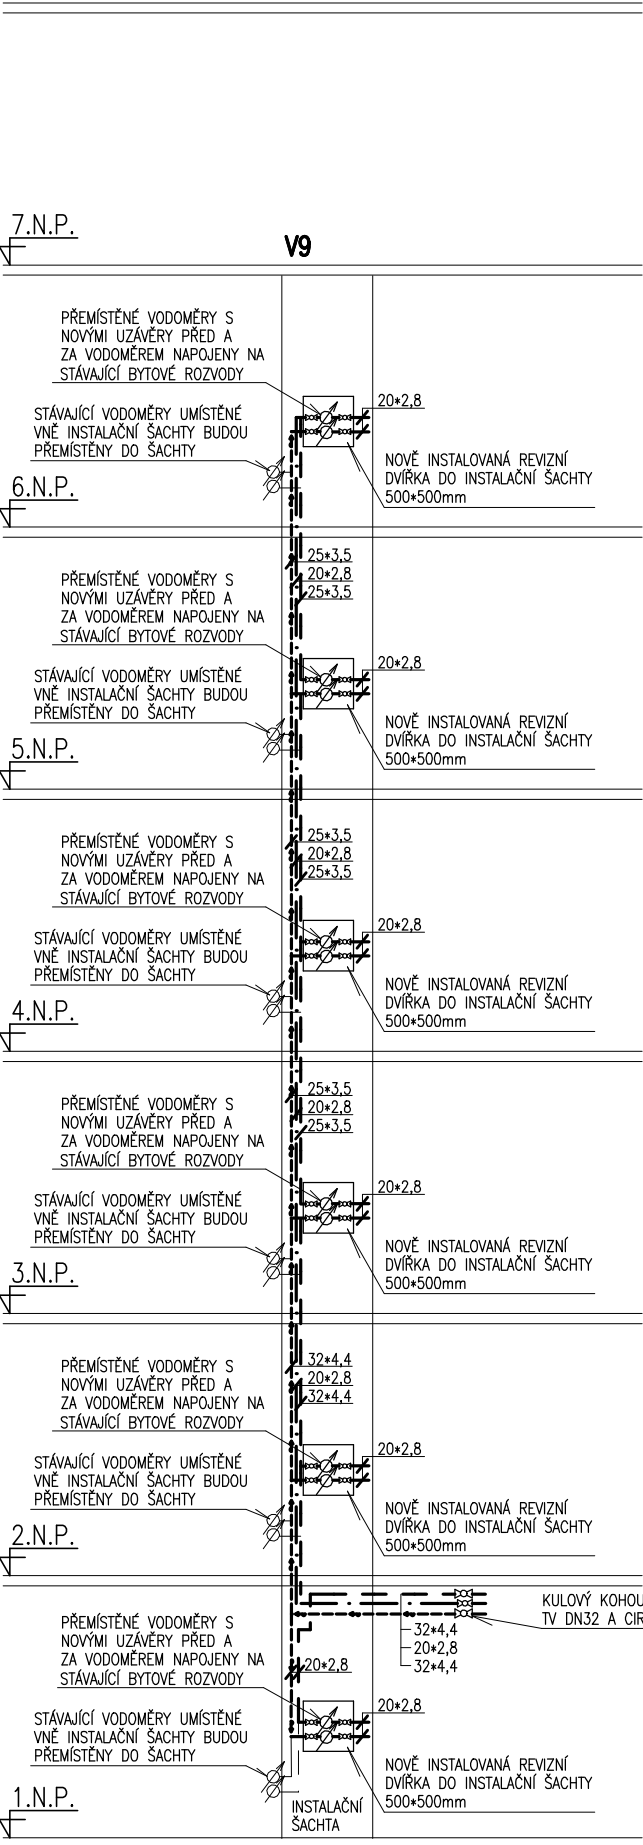 7.N.P.
V9
PŘEMÍSTĚNÉ VODOMĚRY S
NOVÝMI UZÁVĚRY PŘED A
ZA VODOMĚREM NAPOJENY NA
STÁVAJÍCÍ BYTOVÉ ROZVODY
20*2,8
STÁVAJÍCÍ VODOMĚRY UMÍSTĚNÉ
VNĚ INSTALAČNÍ ŠACHTY BUDOU
PŘEMÍSTĚNY DO ŠACHTY
NOVĚ INSTALOVANÁ REVIZNÍ
DVÍŘKA DO INSTALAČNÍ ŠACHTY
500*500mm
6.N.P.
25*3,5
20*2,8
25*3,5
PŘEMÍSTĚNÉ VODOMĚRY S
NOVÝMI UZÁVĚRY PŘED A
ZA VODOMĚREM NAPOJENY NA
STÁVAJÍCÍ BYTOVÉ ROZVODY
20*2,8
STÁVAJÍCÍ VODOMĚRY UMÍSTĚNÉ
VNĚ INSTALAČNÍ ŠACHTY BUDOU
PŘEMÍSTĚNY DO ŠACHTY
NOVĚ INSTALOVANÁ REVIZNÍ
DVÍŘKA DO INSTALAČNÍ ŠACHTY
500*500mm
5.N.P.
25*3,5
20*2,8
25*3,5
PŘEMÍSTĚNÉ VODOMĚRY S
NOVÝMI UZÁVĚRY PŘED A
ZA VODOMĚREM NAPOJENY NA
STÁVAJÍCÍ BYTOVÉ ROZVODY
20*2,8
STÁVAJÍCÍ VODOMĚRY UMÍSTĚNÉ
VNĚ INSTALAČNÍ ŠACHTY BUDOU
PŘEMÍSTĚNY DO ŠACHTY
NOVĚ INSTALOVANÁ REVIZNÍ
DVÍŘKA DO INSTALAČNÍ ŠACHTY
500*500mm
4.N.P.
25*3,5
20*2,8
25*3,5
PŘEMÍSTĚNÉ VODOMĚRY S
NOVÝMI UZÁVĚRY PŘED A
ZA VODOMĚREM NAPOJENY NA
STÁVAJÍCÍ BYTOVÉ ROZVODY
20*2,8
STÁVAJÍCÍ VODOMĚRY UMÍSTĚNÉ
VNĚ INSTALAČNÍ ŠACHTY BUDOU
PŘEMÍSTĚNY DO ŠACHTY
NOVĚ INSTALOVANÁ REVIZNÍ
DVÍŘKA DO INSTALAČNÍ ŠACHTY
500*500mm
3.N.P.
32*4,4
20*2,8
32*4,4
PŘEMÍSTĚNÉ VODOMĚRY S
NOVÝMI UZÁVĚRY PŘED A
ZA VODOMĚREM NAPOJENY NA
STÁVAJÍCÍ BYTOVÉ ROZVODY
20*2,8
STÁVAJÍCÍ VODOMĚRY UMÍSTĚNÉ
VNĚ INSTALAČNÍ ŠACHTY BUDOU
PŘEMÍSTĚNY DO ŠACHTY
NOVĚ INSTALOVANÁ REVIZNÍ
DVÍŘKA DO INSTALAČNÍ ŠACHTY
500*500mm
2.N.P.
KULOVÝ KOHOU
TV DN32 A CIR
32*4,4
20*2,8
32*4,4
PŘEMÍSTĚNÉ VODOMĚRY S
NOVÝMI UZÁVĚRY PŘED A
ZA VODOMĚREM NAPOJENY NA
STÁVAJÍCÍ BYTOVÉ ROZVODY
20*2,8
20*2,8
STÁVAJÍCÍ VODOMĚRY UMÍSTĚNÉ
VNĚ INSTALAČNÍ ŠACHTY BUDOU
PŘEMÍSTĚNY DO ŠACHTY
NOVĚ INSTALOVANÁ REVIZNÍ
DVÍŘKA DO INSTALAČNÍ ŠACHTY
500*500mm
1.N.P.
INSTALAČNÍ
ŠACHTA